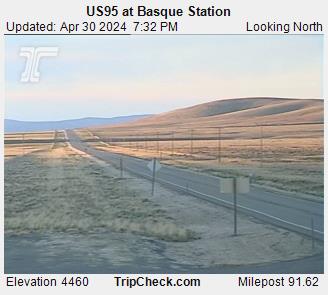 US95 at Basque Station
Updated: Apr 30 2024 7:32 PM Looking North
Elevation 4460 TripCheck.com Milepost 91.62